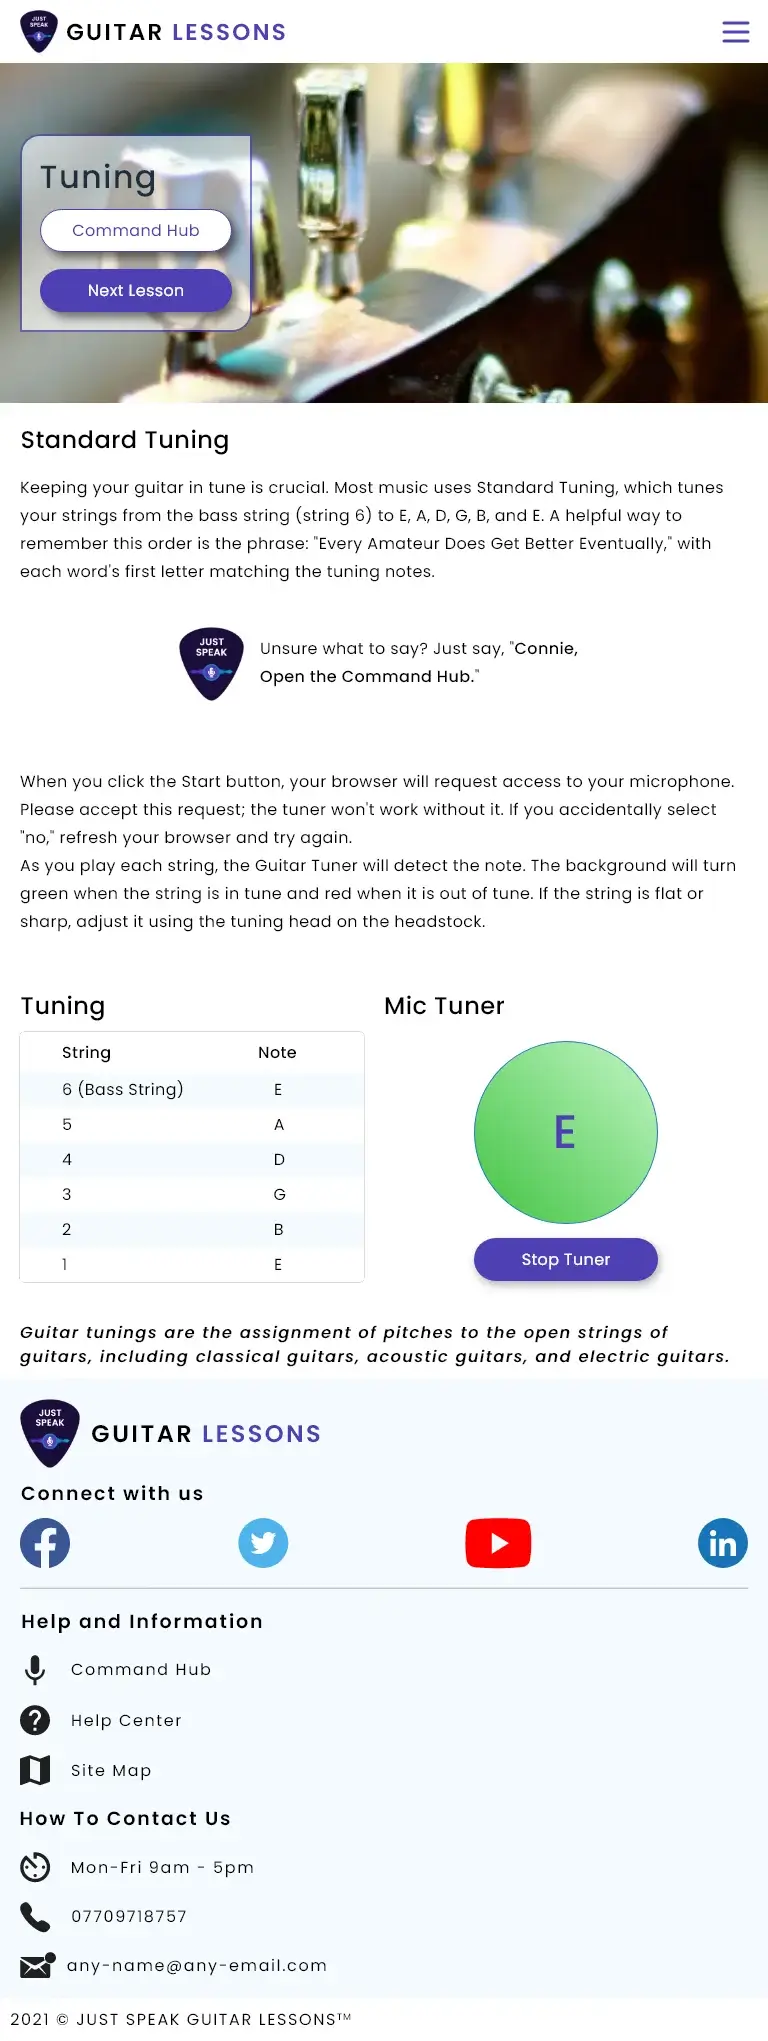 JUST
SPEAK
GUITAR LESSONS
Tuning
Command Hub
Next Lesson
Standard Tuning
Keeping your guitar in tune is crucial. Most music uses Standard Tuning, which tunes
your strings from the bass string (string 6) to E, A, D, G, B, and E. A helpful way to
remember this order is the phrase: "Every Amateur Does Get Better Eventually," with
each word's first letter matching the tuning notes.
JUST
SPEAK
Unsure what to say? Just say, "Connie,
Open the Command Hub."
When you click the Start button, your browser will request access to your microphone.
Please accept this request; the tuner won't work without it. If you accidentally select
"no," refresh your browser and try again.
As you play each string, the Guitar Tuner will detect the note. The background will turn
green when the string is in tune and red when it is out of tune. If the string is flat or
sharp, adjust it using the tuning head on the headstock.
Tuning
String Note
6 (Bass String) E
5 A
4 D
3 G
2 B
1 E
Mic Tuner
E
Stop Tuner
Guitar tunings are the assignment of pitches to the open strings of
guitars, including classical guitars, acoustic guitars, and electric guitars.
JUST
SPEAK
GUITAR LESSONS
Connect with us
Help and Information
Command Hub
Help Center
Site Map
How To Contact Us
Mon-Fri 9am - 5pm
07709718757
any-name@any-email.com
2021 © JUST SPEAK GUITAR LESSONS™